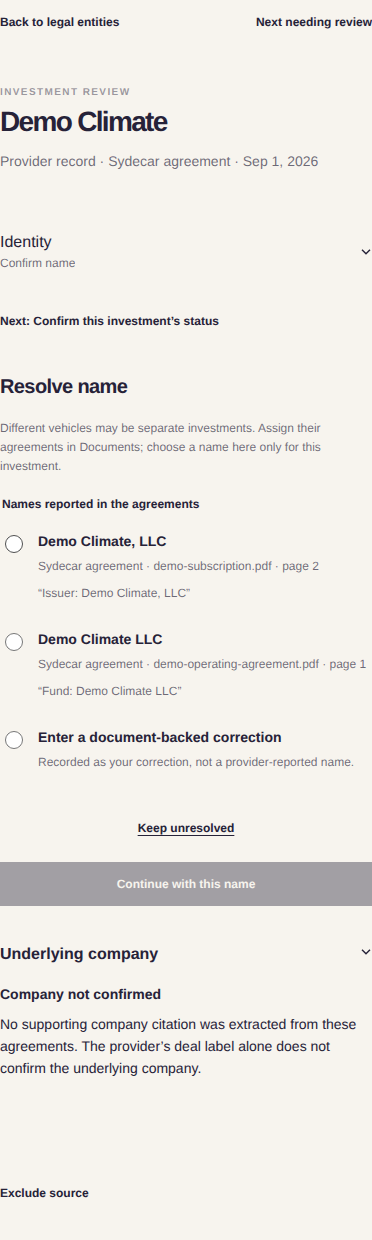 Back to legal entities
Next needing review
INVESTMENT REVIEW
Demo Climate
Provider record · Sydecar agreement · Sep 1, 2026
Identity
Confirm name
Next: Confirm this investment’s status
Resolve name
Different vehicles may be separate investments. Assign their
agreements in Documents; choose a name here only for this
investment.
Names reported in the agreements
Demo Climate, LLC
Sydecar agreement · demo-subscription.pdf · page 2
“Issuer: Demo Climate, LLC”
Demo Climate LLC
Sydecar agreement · demo-operating-agreement.pdf · page 1
“Fund: Demo Climate LLC”
Enter a document-backed correction
Recorded as your correction, not a provider-reported name.
Keep unresolved
Continue with this name
Underlying company
Company not confirmed
No supporting company citation was extracted from these
agreements. The provider’s deal label alone does not
confirm the underlying company.
Exclude source